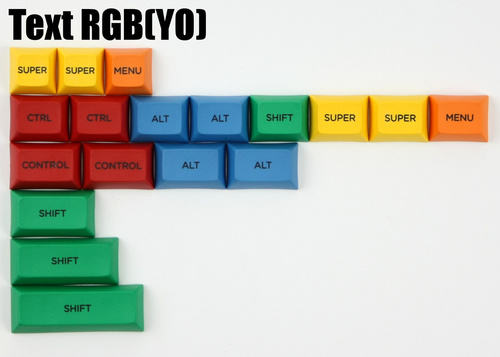 Text RGB(YO)
SUPER SUPER MENU
CTRL CTRL ALT ALT SHIFT SUPER SUPER MENU
CONTROL CONTROL ALT ALT
SHIFT
SHIFT
SHIFT